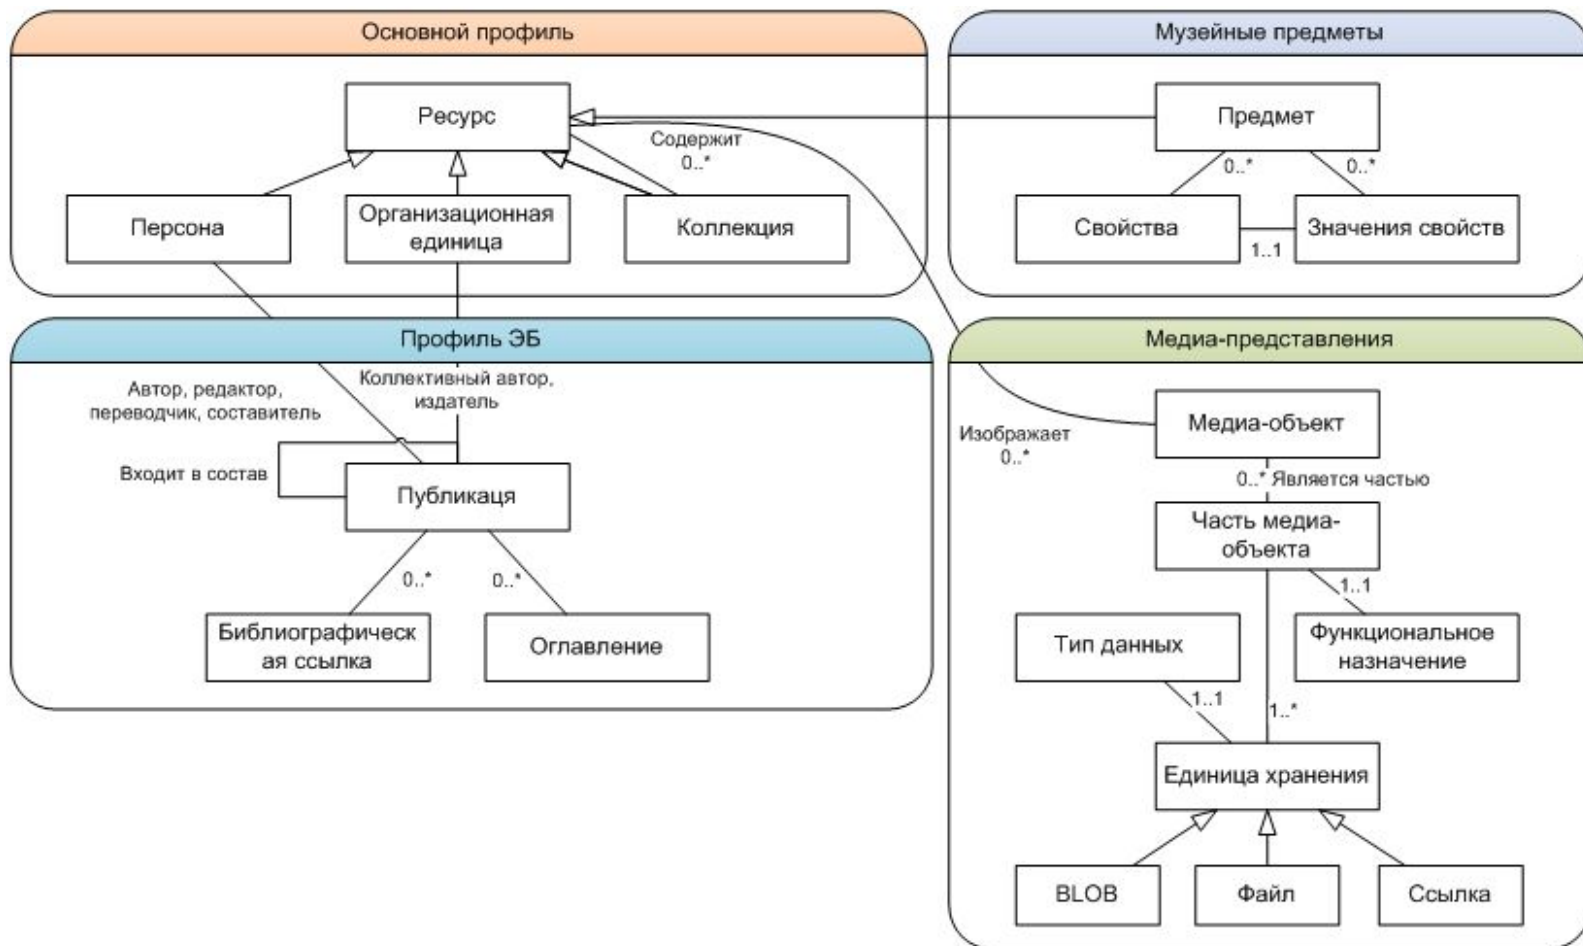 Основной профиль
Ресурс
Содержит
0..*
Персона
Организационная
единица
Коллекция
Музейные предметы
Предмет
0..*
0..*
Свойства
Значения свойств
1..1
Профиль ЭБ
Автор, редактор,
переводчик, составитель
Коллективный автор,
издатель
Входит в состав
Публикаця
0..*
0..*
Библиографическ
ая ссылка
Оглавление
Медиа-представления
Изображает
0..*
Медиа-объект
0..* Является частью
Часть медиа-
объекта
1..1
Тип данных
Функциональное
назначение
1..1
1..*
Единица хранения
BLOB
Файл
Ссылка